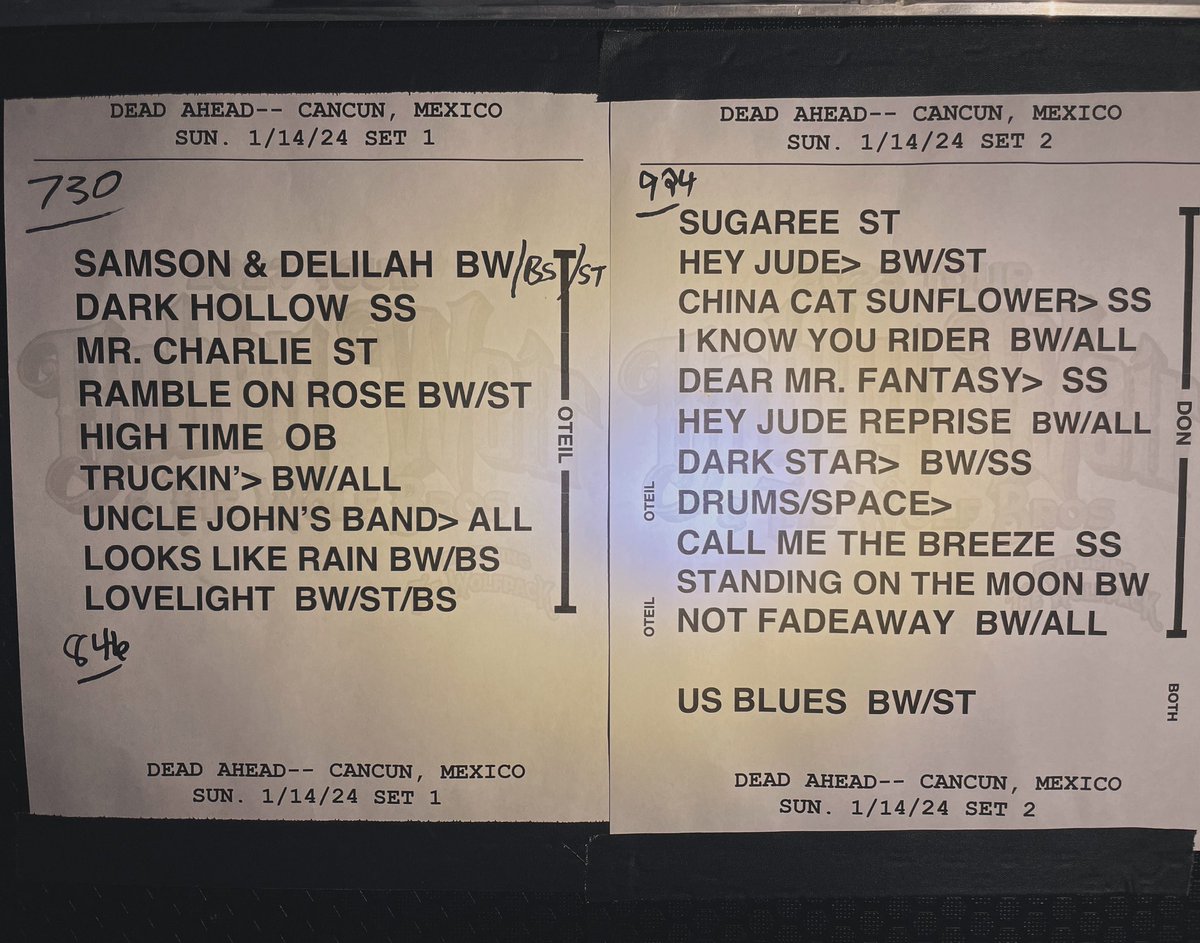 DEAD AHEAD-- CANCUN, MEXICO
SUN. 1/14/24 SET 1
730
SAMSON & DELILAH BW/BS/ST
DARK HOLLOW SS
MR. CHARLIE ST
RAMBLE ON ROSE BW/ST
HIGH TIME OB
TRUCKIN'> BW/ALL
UNCLE JOHN'S BAND> ALL
LOOKS LIKE RAIN BW/BS
LOVELIGHT BW/ST/BS
OTEIL
846
DEAD AHEAD-- CANCUN, MEXICO
SUN. 1/14/24 SET 1
DEAD AHEAD-- CANCUN, MEXICO
SUN. 1/14/24 SET 2
924
SUGAREE ST
HEY JUDE> BW/ST
CHINA CAT SUNFLOWER> SS
I KNOW YOU RIDER BW/ALL
DEAR MR. FANTASY> SS
HEY JUDE REPRISE BW/ALL
DARK STAR> BW/SS
DRUMS/SPACE>
CALL ME THE BREEZE SS
STANDING ON THE MOON BW
NOT FADEAWAY BW/ALL
OTEIL
OTEIL
DON
US BLUES BW/ST
BOTH
DEAD AHEAD-- CANCUN, MEXICO
SUN. 1/14/24 SET 2